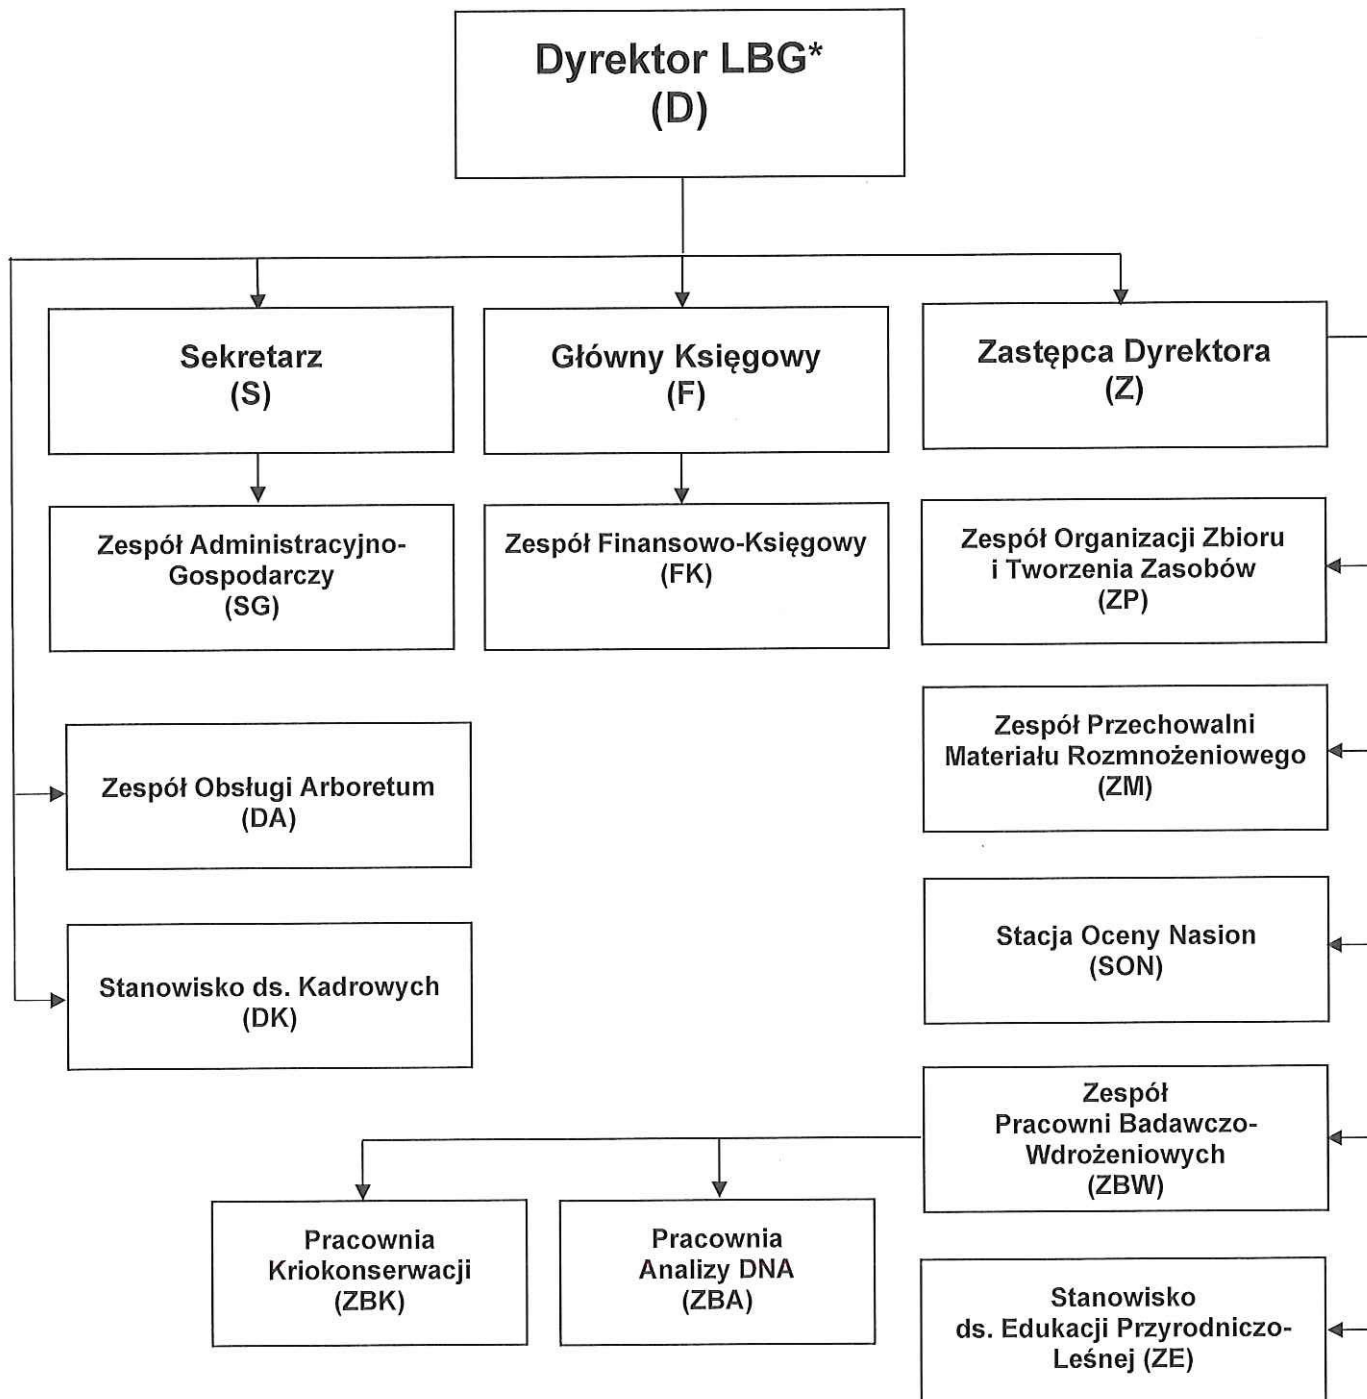 Dyrektor LBG*
(D)
Sekretarz
(S)
Główny Księgowy
(F)
Zastępca Dyrektora
(Z)
Zespół Administracyjno-
Gospodarczy
(SG)
Zespół Finansowo-Księgowy
(FK)
Zespół Organizacji Zbioru
i Tworzenia Zasobów
(ZP)
Zespół Przechowalni
Materiału Rozmnożeniowego
(ZM)
Zespół Obsługi Arboretum
(DA)
Stacja Oceny Nasion
(SON)
Stanowisko ds. Kadrowych
(DK)
Zespół
Pracowni Badawczo-
Wdrożeniowych
(ZBW)
Pracownia
Kriokonserwacji
(ZBK)
Pracownia
Analizy DNA
(ZBA)
Stanowisko
ds. Edukacji Przyrodniczo-
Leśnej (ZE)